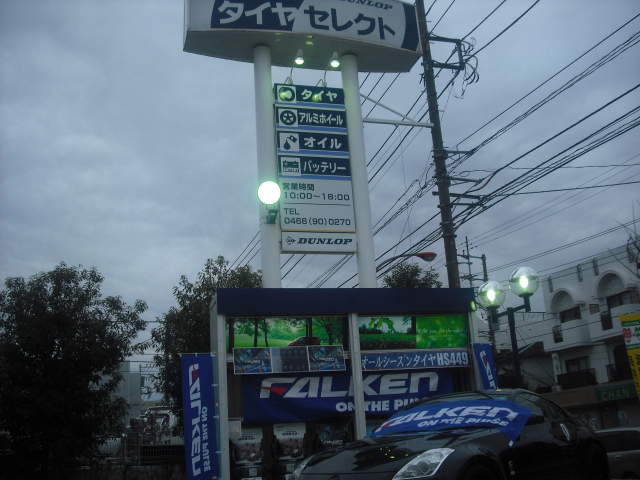 DUNLOP
タイヤセレクト
タイヤ
アルミホイール
オイル
バッテリー
営業時間
10:00〜18:00
TEL
0466(90)0270
DUNLOP
オールシーズンタイヤHS449
FALKEN
ON THE PULSE
FALKEN
ON THE PULSE
FALKEN
ON THE PULSE